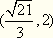 (√21/3, 2)